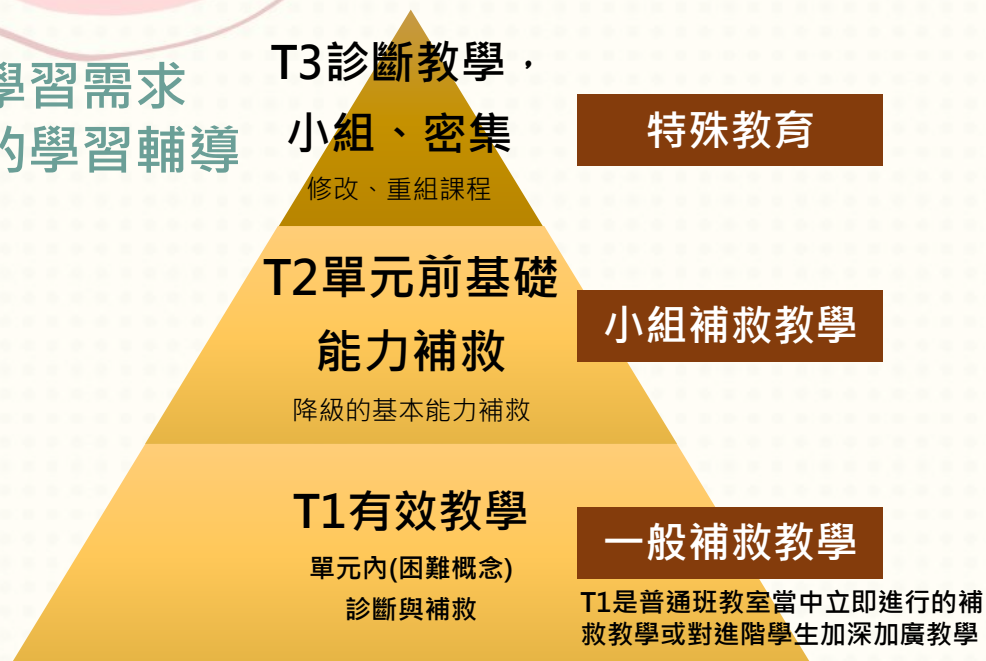 學習需求
的學習輔導
T3診斷教學，
小組、密集
修改、重組課程
特殊教育
T2單元前基礎
能力補救
降級的基本能力補救
小組補救教學
T1有效教學
單元內(困難概念)
診斷與補救
一般補救教學
T1是普通班教室當中立即進行的補
救教學或對進階學生加深加廣教學